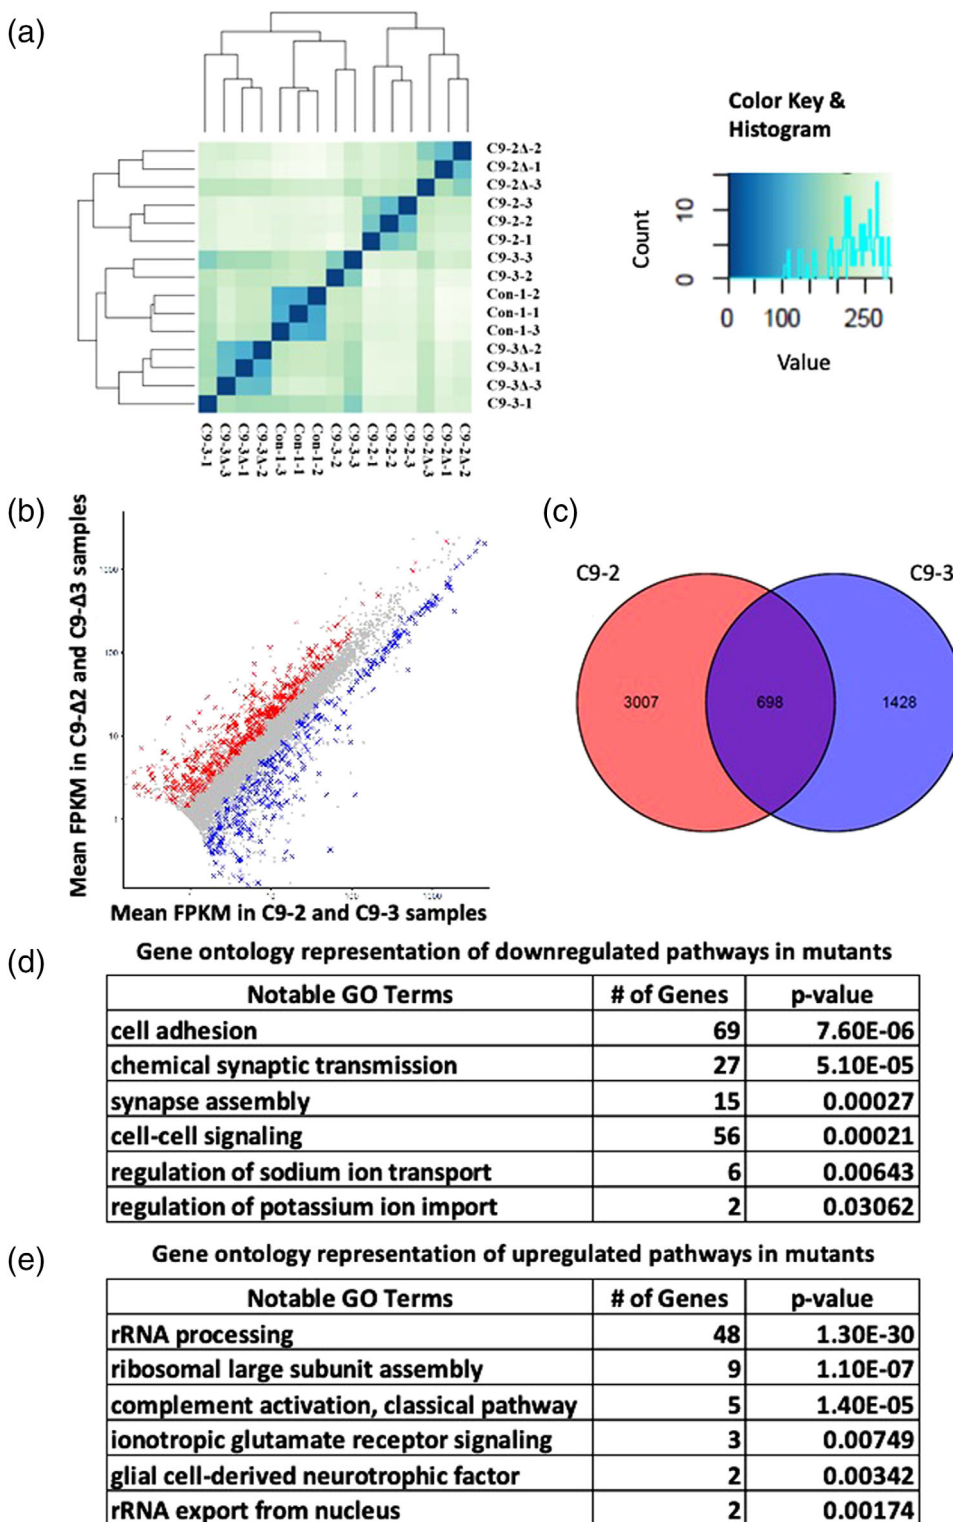 (a)
Color Key &
Histogram
C9-2Δ-2
C9-2Δ-1
C9-2Δ-3
C9-2-3
C9-2-2
C9-2-1
C9-3-3
C9-3-2
Con-1-2
Con-1-1
Con-1-3
C9-3Δ-2
C9-3Δ-1
C9-3Δ-3
C9-3-1
Count
0 10
0 100 250
Value
C9-3-1 C9-3Δ-3 C9-3Δ-1 C9-3Δ-2 Con-1-3 Con-1-1 Con-1-2 C9-3-2 C9-3-3 C9-2-1 C9-2-2 C9-2-3 C9-2Δ-3 C9-2Δ-1 C9-2Δ-2
(b)
Mean FPKM in C9-Δ2 and C9-Δ3 samples
1000
100
10
1
Mean FPKM in C9-2 and C9-3 samples
(c)
C9-2 C9-3
3007 698 1428
(d)
Gene ontology representation of downregulated pathways in mutants
Notable GO Terms # of Genes p-value
cell adhesion 69 7.60E-06
chemical synaptic transmission 27 5.10E-05
synapse assembly 15 0.00027
cell-cell signaling 56 0.00021
regulation of sodium ion transport 6 0.00643
regulation of potassium ion import 2 0.03062
(e)
Gene ontology representation of upregulated pathways in mutants
Notable GO Terms # of Genes p-value
rRNA processing 48 1.30E-30
ribosomal large subunit assembly 9 1.10E-07
complement activation, classical pathway 5 1.40E-05
ionotropic glutamate receptor signaling 3 0.00749
glial cell-derived neurotrophic factor 2 0.00342
rRNA export from nucleus 2 0.00174